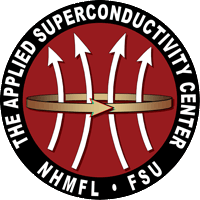 THE APPLIED SUPERCONDUCTIVITY CENTER
NHMFL • FSU